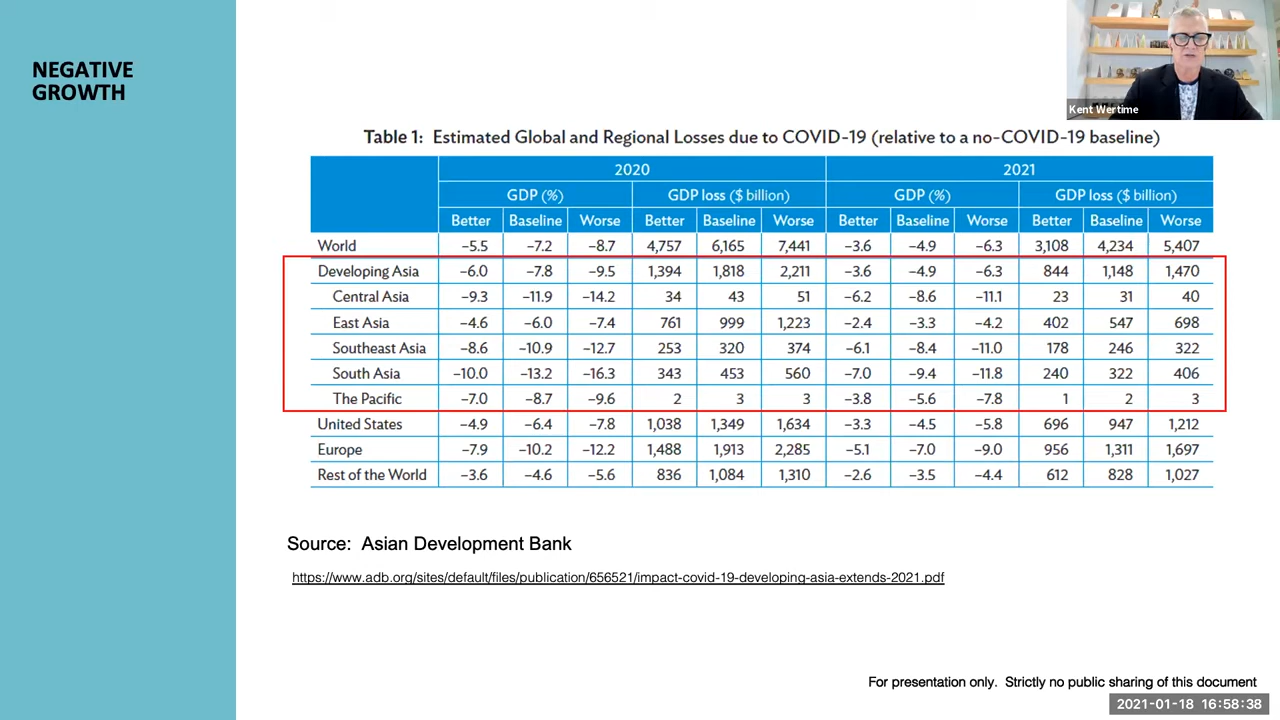 NEGATIVE
GROWTH
Kent Wertime
Table 1: Estimated Global and Regional Losses due to COVID-19 (relative to a no-COVID-19 baseline)
2020 2021
GDP (%) GDP loss ($ billion) GDP (%) GDP loss ($ billion)
Better Baseline Worse Better Baseline Worse Better Baseline Worse Better Baseline Worse
World –5.5 –7.2 –8.7 4,757 6,165 7,441 –3.6 –4.9 –6.3 3,108 4,234 5,407
Developing Asia –6.0 –7.8 –9.5 1,394 1,818 2,211 –3.6 –4.9 –6.3 844 1,148 1,470
Central Asia –9.3 –11.9 –14.2 34 43 51 –6.2 –8.6 –11.1 23 31 40
East Asia –4.6 –6.0 –7.4 761 999 1,223 –2.4 –3.3 –4.2 402 547 698
Southeast Asia –8.6 –10.9 –12.7 253 320 374 –6.1 –8.4 –11.0 178 246 322
South Asia –10.0 –13.2 –16.3 343 453 560 –7.0 –9.4 –11.8 240 322 406
The Pacific –7.0 –8.7 –9.6 2 3 3 –3.8 –5.6 –7.8 1 2 3
United States –4.9 –6.4 –7.8 1,038 1,349 1,634 –3.3 –4.5 –5.8 696 947 1,212
Europe –7.9 –10.2 –12.2 1,488 1,913 2,285 –5.1 –7.0 –9.0 956 1,311 1,697
Rest of the World –3.6 –4.6 –5.6 836 1,084 1,310 –2.6 –3.5 –4.4 612 828 1,027
Source: Asian Development Bank
https://www.adb.org/sites/default/files/publication/656521/impact-covid-19-developing-asia-extends-2021.pdf
For presentation only. Strictly no public sharing of this document
2021-01-18 16:58:38